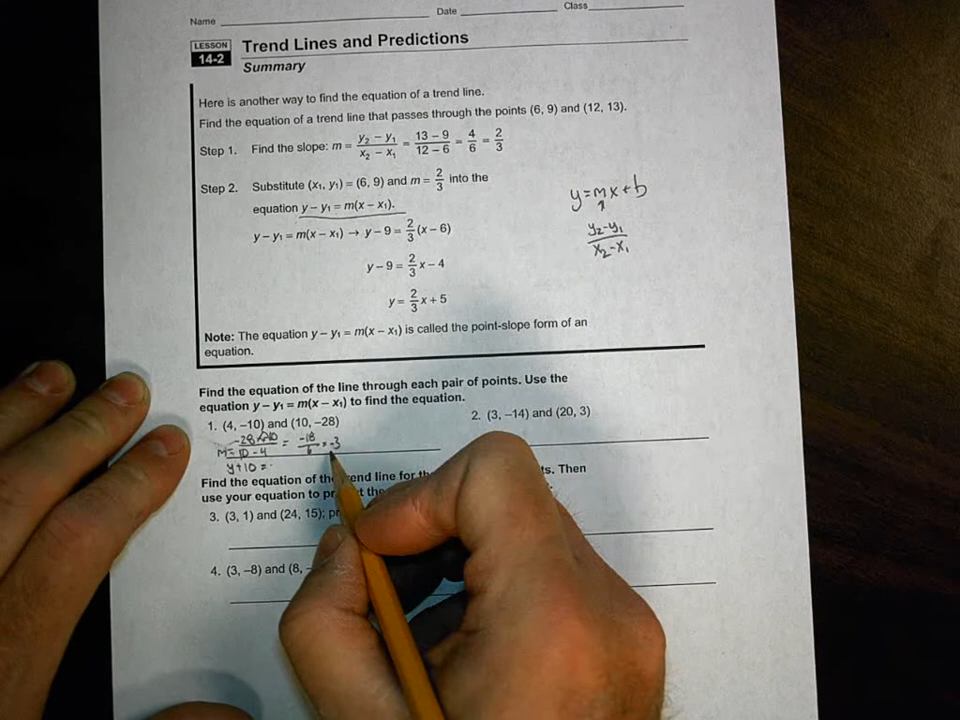 Name Date Class
LESSON 14-2 Trend Lines and Predictions
Summary
Here is another way to find the equation of a trend line.
Find the equation of a trend line that passes through the points (6, 9) and (12, 13).
Step 1. Find the slope: m = (y₂ − y₁)/(x₂ − x₁) = (13 − 9)/(12 − 6) = 4/6 = 2/3
Step 2. Substitute (x₁, y₁) = (6, 9) and m = 2/3 into the
equation y − y₁ = m(x − x₁).
y − y₁ = m(x − x₁) → y − 9 = 2/3(x − 6)
y − 9 = 2/3x − 4
y = 2/3x + 5
y=mx+b
y₂-y₁
x₂-x₁
Note: The equation y − y₁ = m(x − x₁) is called the point-slope form of an
equation.
Find the equation of the line through each pair of points. Use the
equation y − y₁ = m(x − x₁) to find the equation.
1. (4, −10) and (10, −28) 2. (3, −14) and (20, 3)
-18 -3
m= 10-4 = 6
y+10 =
Find the equation of the trend line for ts. Then
use your equation to the
3. (3, 1) and (24, 15);
4. (3, −8) and (8,